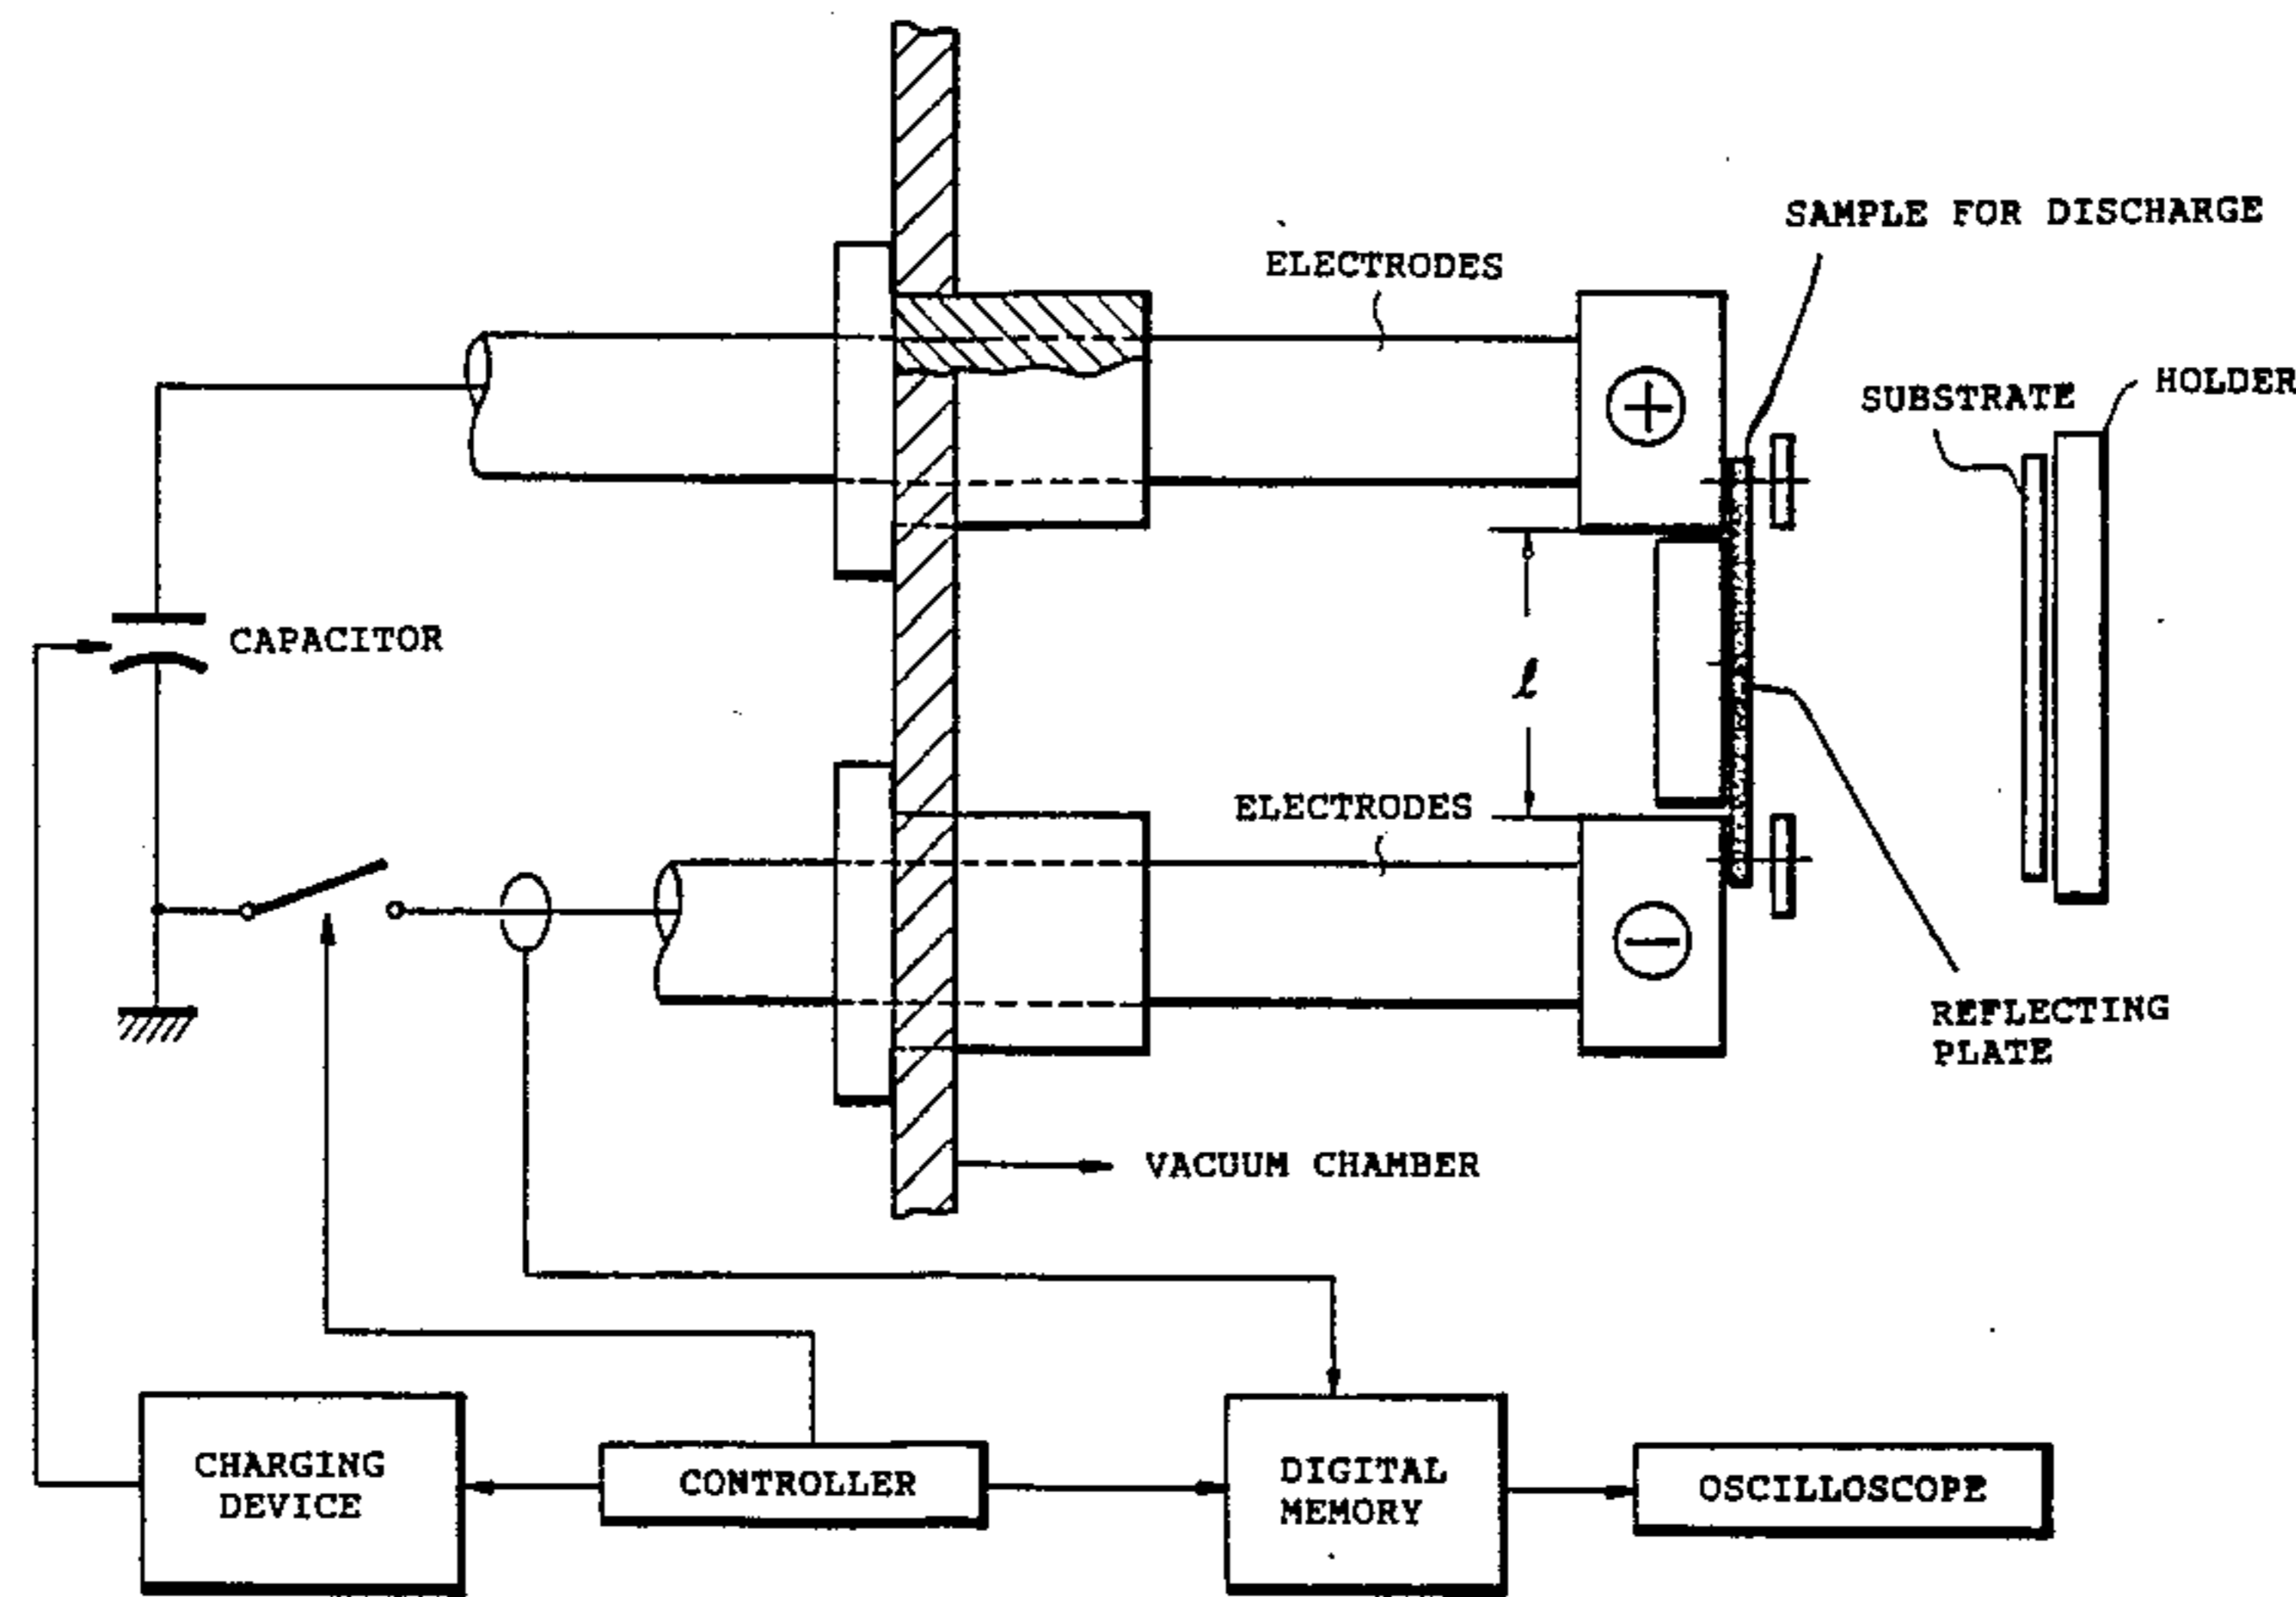 SAMPLE FOR DISCHARGE
ELECTRODES
HOLDER
SUBSTRATE
+
CAPACITOR
ℓ
ELECTRODES
−
REFLECTING
PLATE
VACUUM CHAMBER
CHARGING
DEVICE
CONTROLLER
DIGITAL
MEMORY
OSCILLOSCOPE